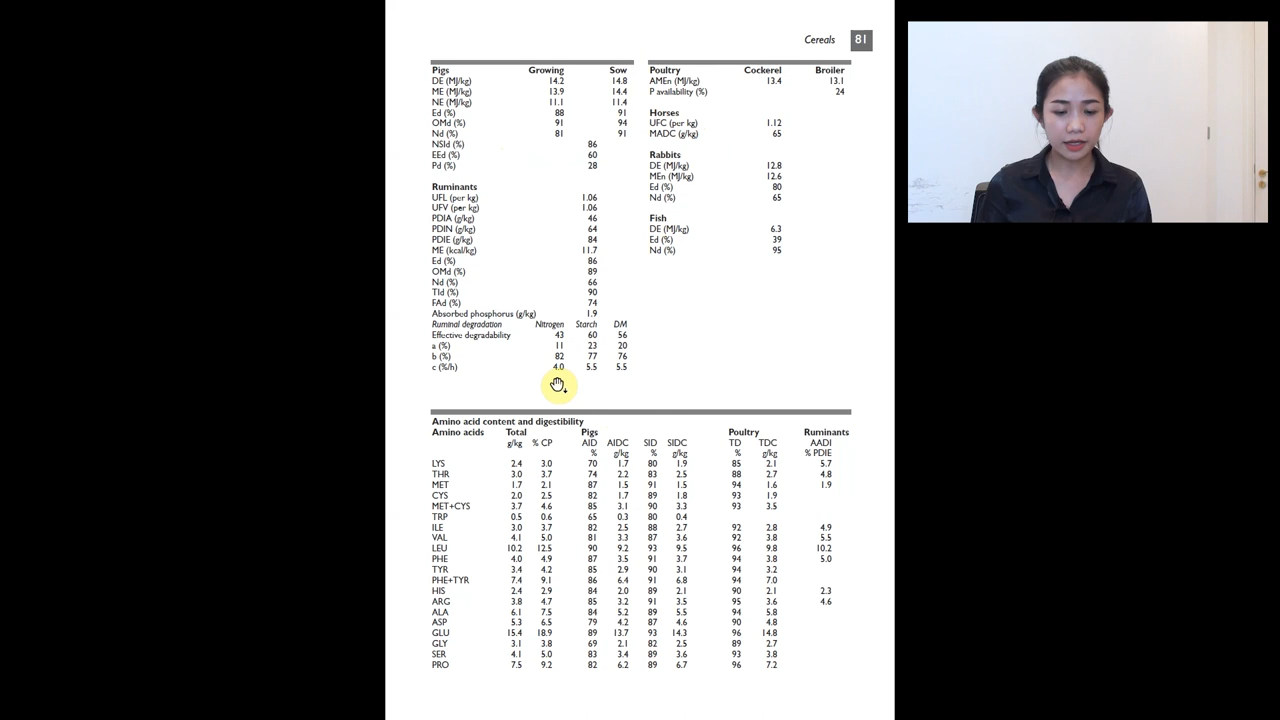 Cereals 81
Pigs Growing Sow
DE (MJ/kg) 14.2 14.8
ME (MJ/kg) 13.9 14.4
NE (MJ/kg) 11.1 11.4
Ed (%) 88 91
OMd (%) 91 94
Nd (%) 81 91
NSId (%) 86
EEd (%) 60
Pd (%) 28
Ruminants
UFL (per kg) 1.06
UFV (per kg) 1.06
PDIA (g/kg) 46
PDIN (g/kg) 64
PDIE (g/kg) 84
ME (kcal/kg) 11.7
Ed (%) 86
OMd (%) 89
Nd (%) 66
TId (%) 90
FAd (%) 74
Absorbed phosphorus (g/kg) 1.9
Ruminal degradation Nitrogen Starch DM
Effective degradability 43 60 56
a (%) 11 23 20
b (%) 82 77 76
c (%/h) 4.0 5.5 5.5
Poultry Cockerel Broiler
AMEn (MJ/kg) 13.4 13.1
P availability (%) 24
Horses
UFC (per kg) 1.12
MADC (g/kg) 65
Rabbits
DE (MJ/kg) 12.8
MEn (MJ/kg) 12.6
Ed (%) 80
Nd (%) 65
Fish
DE (MJ/kg) 6.3
Ed (%) 39
Nd (%) 95
Amino acid content and digestibility
Amino acids Total Pigs Poultry Ruminants
g/kg % CP AID AIDC SID SIDC TD TDC AADI
% g/kg % g/kg % g/kg % PDIE
LYS 2.4 3.0 70 1.7 80 1.9 85 2.1 5.7
THR 3.0 3.7 74 2.2 83 2.5 88 2.7 4.8
MET 1.7 2.1 87 1.5 91 1.5 94 1.6 1.9
CYS 2.0 2.5 82 1.7 89 1.8 93 1.9
MET+CYS 3.7 4.6 85 3.1 90 3.3 93 3.5
TRP 0.5 0.6 65 0.3 80 0.4
ILE 3.0 3.7 82 2.5 88 2.7 92 2.8 4.9
VAL 4.1 5.0 81 3.3 87 3.6 92 3.8 5.5
LEU 10.2 12.5 90 9.2 93 9.5 96 9.8 10.2
PHE 4.0 4.9 87 3.5 91 3.7 94 3.8 5.0
TYR 3.4 4.2 85 2.9 90 3.1 94 3.2
PHE+TYR 7.4 9.1 86 6.4 91 6.8 94 7.0
HIS 2.4 2.9 84 2.0 89 2.1 90 2.1 2.3
ARG 3.8 4.7 85 3.2 91 3.5 95 3.6 4.6
ALA 6.1 7.5 84 5.2 89 5.5 94 5.8
ASP 5.3 6.5 79 4.2 87 4.6 90 4.8
GLU 15.4 18.9 89 13.7 93 14.3 96 14.8
GLY 3.1 3.8 69 2.1 82 2.5 89 2.7
SER 4.1 5.0 83 3.4 89 3.6 93 3.8
PRO 7.5 9.2 82 6.2 89 6.7 96 7.2